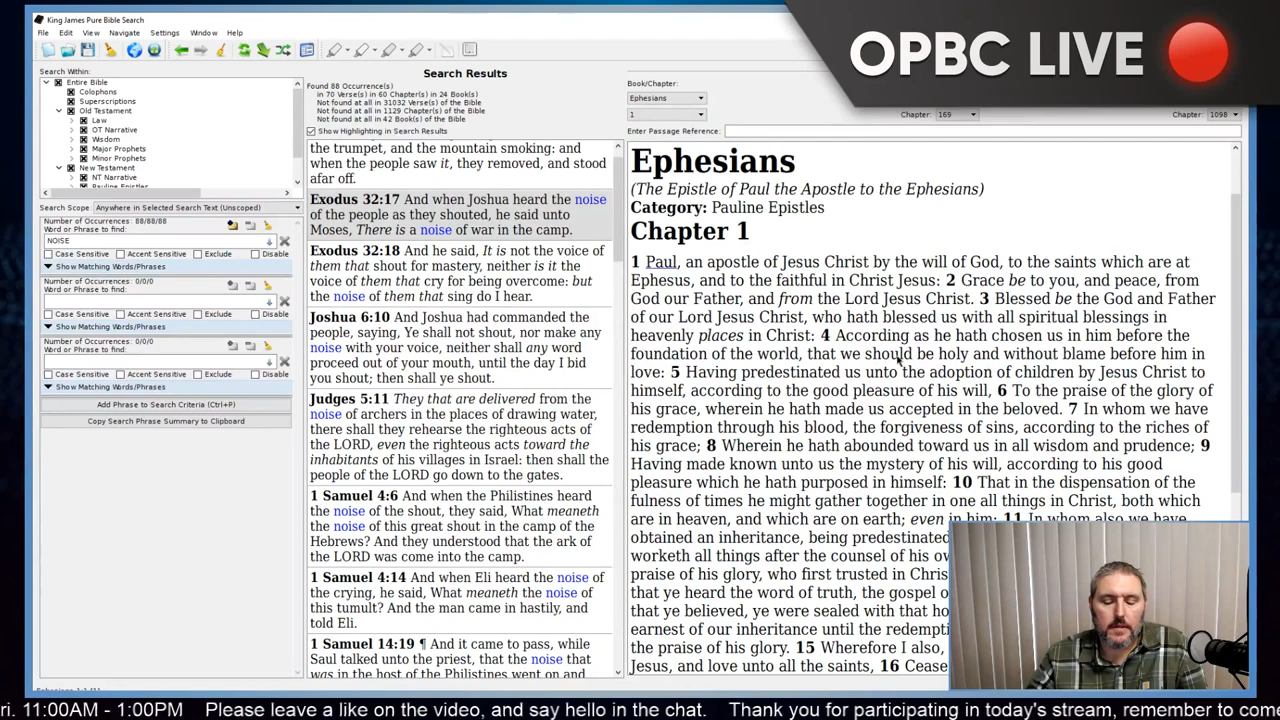 King James Pure Bible Search
OPBC LIVE
File Edit View Navigate Settings Window Help
Search Within:
Entire Bible
Colophons
Superscriptions
Old Testament
Law
OT Narrative
Wisdom
Major Prophets
Minor Prophets
New Testament
NT Narrative
Pauline Epistles
Search Scope: Anywhere in Selected Search Text (Unscoped)
Number of Occurrences: 88/88/88
Word or Phrase to find:
NOISE
Case Sensitive Accent Sensitive Exclude Disable
Show Matching Words/Phrases
Number of Occurrences: 0/0/0
Word or Phrase to find:
Case Sensitive Accent Sensitive Exclude Disable
Show Matching Words/Phrases
Number of Occurrences: 0/0/0
Word or Phrase to find:
Case Sensitive Accent Sensitive Exclude Disable
Show Matching Words/Phrases
Add Phrase to Search Criteria (Ctrl+P)
Copy Search Phrase Summary to Clipboard
Search Results
Found 88 Occurrence(s)
in 70 Verse(s) in 60 Chapter(s) in 24 Book(s)
Not found at all in 31032 Verse(s) of the Bible
Not found at all in 1129 Chapter(s) of the Bible
Not found at all in 42 Book(s) of the Bible
Show Highlighting in Search Results
the trumpet, and the mountain smoking: and
when the people saw it, they removed, and stood
afar off.
Exodus 32:17 And when Joshua heard the noise
of the people as they shouted, he said unto
Moses, There is a noise of war in the camp.
Exodus 32:18 And he said, It is not the voice of
them that shout for mastery, neither is it the
voice of them that cry for being overcome: but
the noise of them that sing do I hear.
Joshua 6:10 And Joshua had commanded the
people, saying, Ye shall not shout, nor make any
noise with your voice, neither shall any word
proceed out of your mouth, until the day I bid
you shout; then shall ye shout.
Judges 5:11 They that are delivered from the
noise of archers in the places of drawing water,
there shall they rehearse the righteous acts of
the LORD, even the righteous acts toward the
inhabitants of his villages in Israel: then shall the
people of the LORD go down to the gates.
1 Samuel 4:6 And when the Philistines heard
the noise of the shout, they said, What meaneth
the noise of this great shout in the camp of the
Hebrews? And they understood that the ark of
the LORD was come into the camp.
1 Samuel 4:14 And when Eli heard the noise of
the crying, he said, What meaneth the noise of
this tumult? And the man came in hastily, and
told Eli.
1 Samuel 14:19 ¶ And it came to pass, while
Saul talked unto the priest, that the noise that
was in the host of the Philistines went on and
Book/Chapter:
Ephesians
1
Chapter: 169
Chapter: 1098
Enter Passage Reference:
Ephesians
(The Epistle of Paul the Apostle to the Ephesians)
Category: Pauline Epistles
Chapter 1
1 Paul, an apostle of Jesus Christ by the will of God, to the saints which are at
Ephesus, and to the faithful in Christ Jesus: 2 Grace be to you, and peace, from
God our Father, and from the Lord Jesus Christ. 3 Blessed be the God and Father
of our Lord Jesus Christ, who hath blessed us with all spiritual blessings in
heavenly places in Christ: 4 According as he hath chosen us in him before the
foundation of the world, that we should be holy and without blame before him in
love: 5 Having predestinated us unto the adoption of children by Jesus Christ to
himself, according to the good pleasure of his will, 6 To the praise of the glory of
his grace, wherein he hath made us accepted in the beloved. 7 In whom we have
redemption through his blood, the forgiveness of sins, according to the riches of
his grace; 8 Wherein he hath abounded toward us in all wisdom and prudence; 9
Having made known unto us the mystery of his will, according to his good
pleasure which he hath purposed in himself: 10 That in the dispensation of the
fulness of times he might gather together in one all things in Christ, both which
are in heaven, and which are on earth; even in him: 11 In whom also we have
obtained an inheritance, being predestinated
worketh all things after the counsel of his ow
praise of his glory, who first trusted in Chris
that ye heard the word of truth, the gospel o
that ye believed, ye were sealed with that ho
earnest of our inheritance until the redempti
the praise of his glory. 15 Wherefore I also,
Jesus, and love unto all the saints, 16 Cease
ri. 11:00AM - 1:00PM Please leave a like on the video, and say hello in the chat. Thank you for participating in today's stream, remember to come